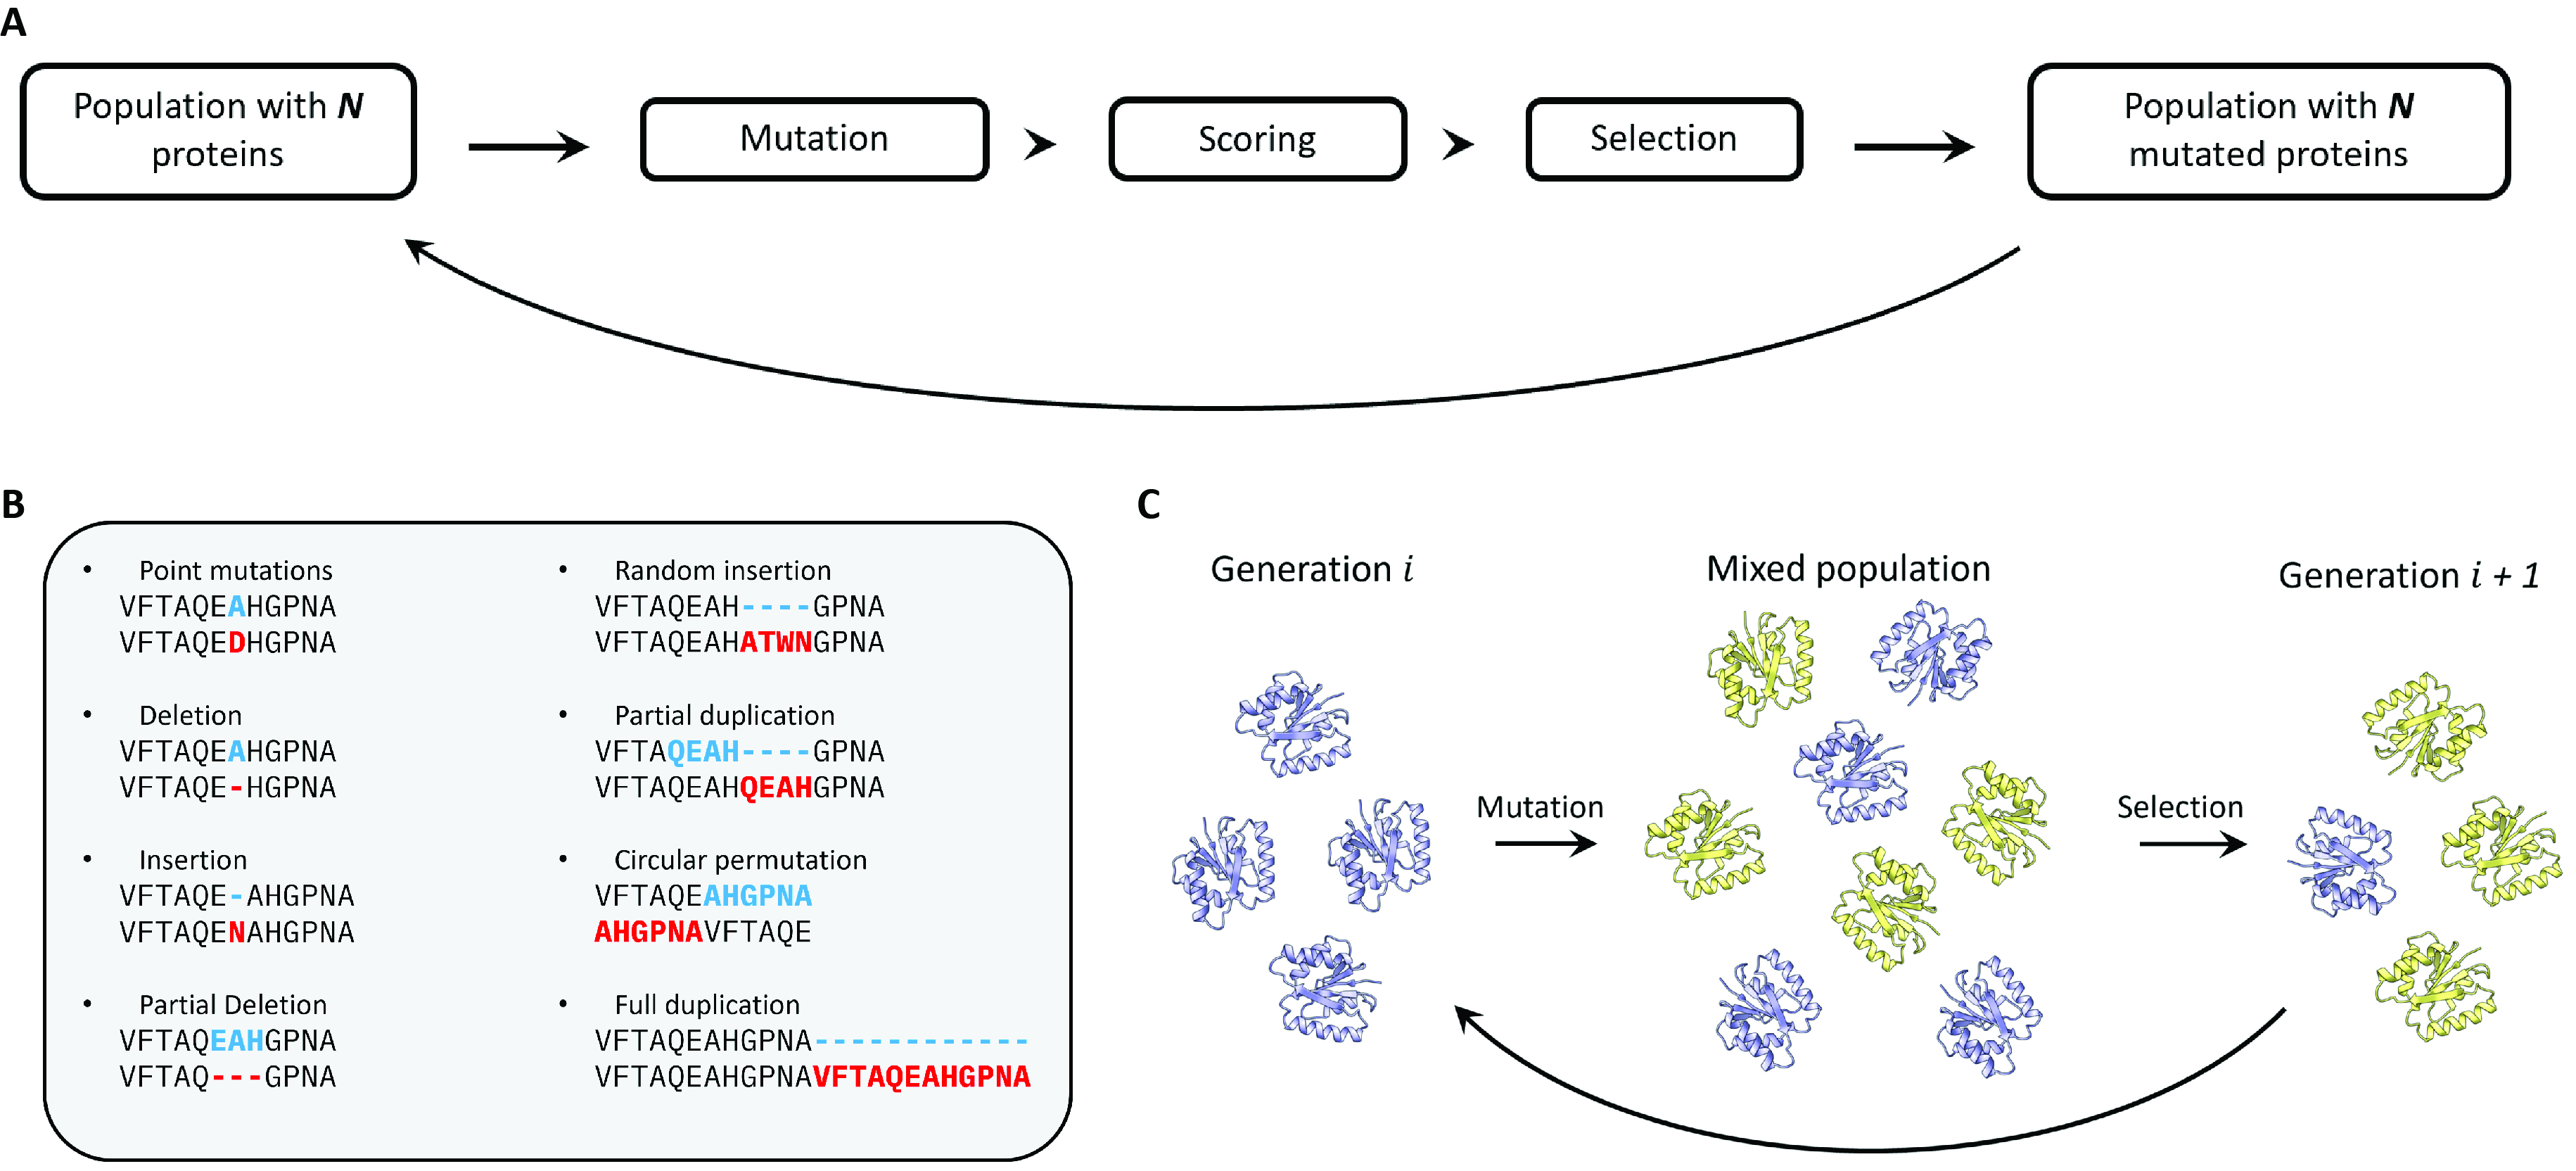 A
Population with N
proteins
Mutation
Scoring
Selection
Population with N
mutated proteins
B
• Point mutations
VFTAQEAHGPNA
VFTAQEDHGPNA
• Deletion
VFTAQEAHGPNA
VFTAQE-HGPNA
• Insertion
VFTAQE-AHGPNA
VFTAQENAHGPNA
• Partial Deletion
VFTAQEAHGPNA
VFTAQ---GPNA
• Random insertion
VFTAQEAH----GPNA
VFTAQEAHATWNGPNA
• Partial duplication
VFTAQEAH----GPNA
VFTAQEAHQEAHGPNA
• Circular permutation
VFTAQEAHGPNA
AHGPNAVFTAQE
• Full duplication
VFTAQEAHGPNA------------
VFTAQEAHGPNAVFTAQEAHGPNA
C
Generation i
Mutation
Mixed population
Selection
Generation i + 1